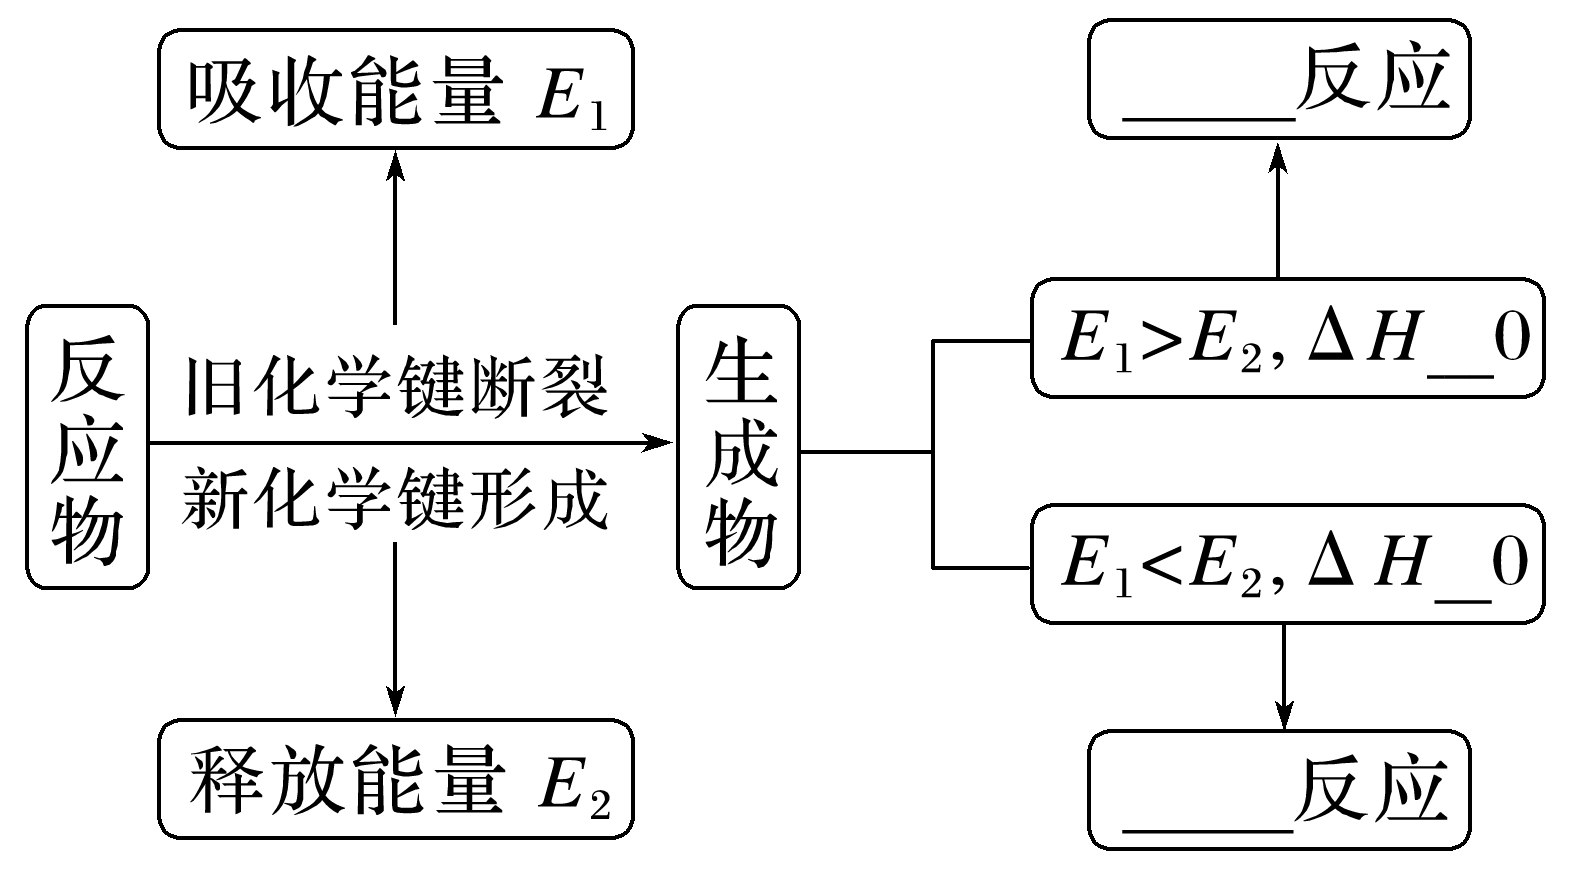 吸收能量 E₁
_____反应
反应物
旧化学键断裂
新化学键形成
生成物
E₁>E₂,ΔH__0
E₁<E₂,ΔH__0
释放能量 E₂
_____反应